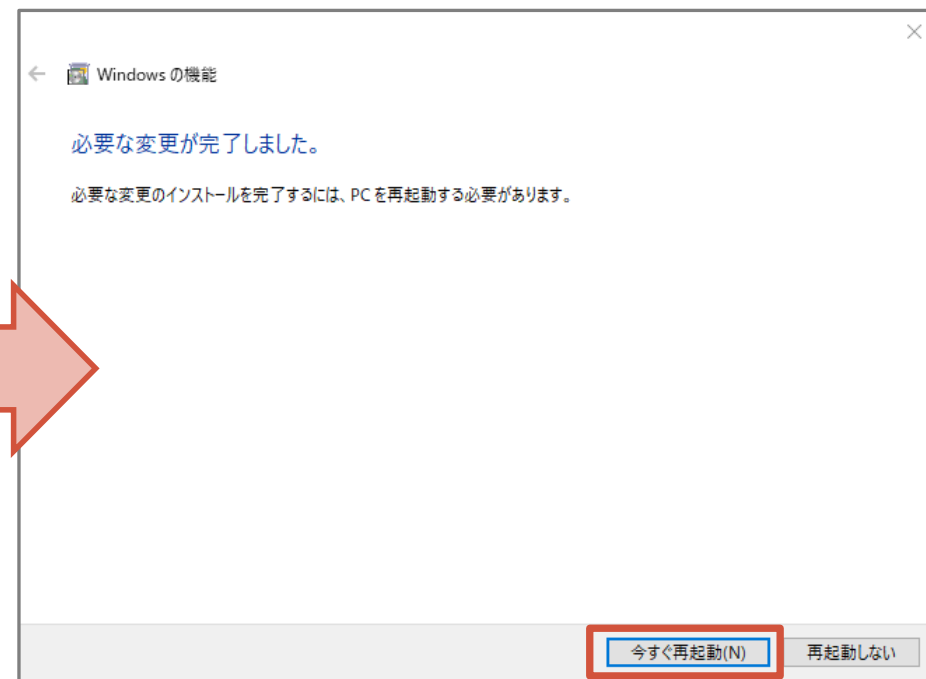 Windows の機能
必要な変更が完了しました。
必要な変更のインストールを完了するには、PC を再起動する必要があります。
今すぐ再起動(N)
再起動しない